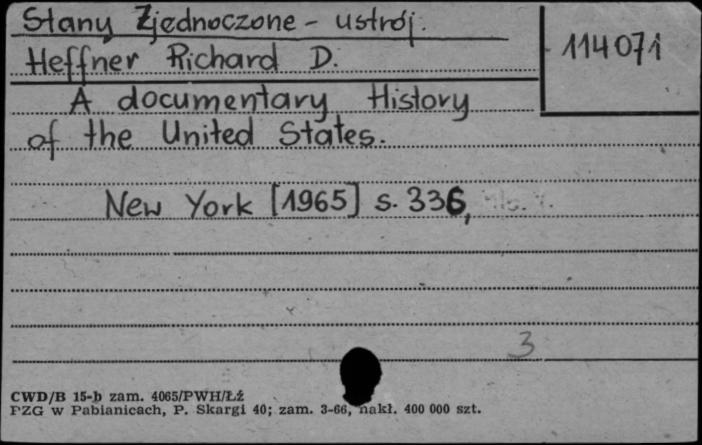 Stany Zjednoczone - ustrój.
114071
Heffner Richard D.
A documentary History
of the United States.
New York [1965] s. 336,
3
CWD/B 15-b zam. 4065/PWH/Łź
PZG w Pabianicach, P. Skargi 40; zam. 3-66, nakł. 400 000 szt.